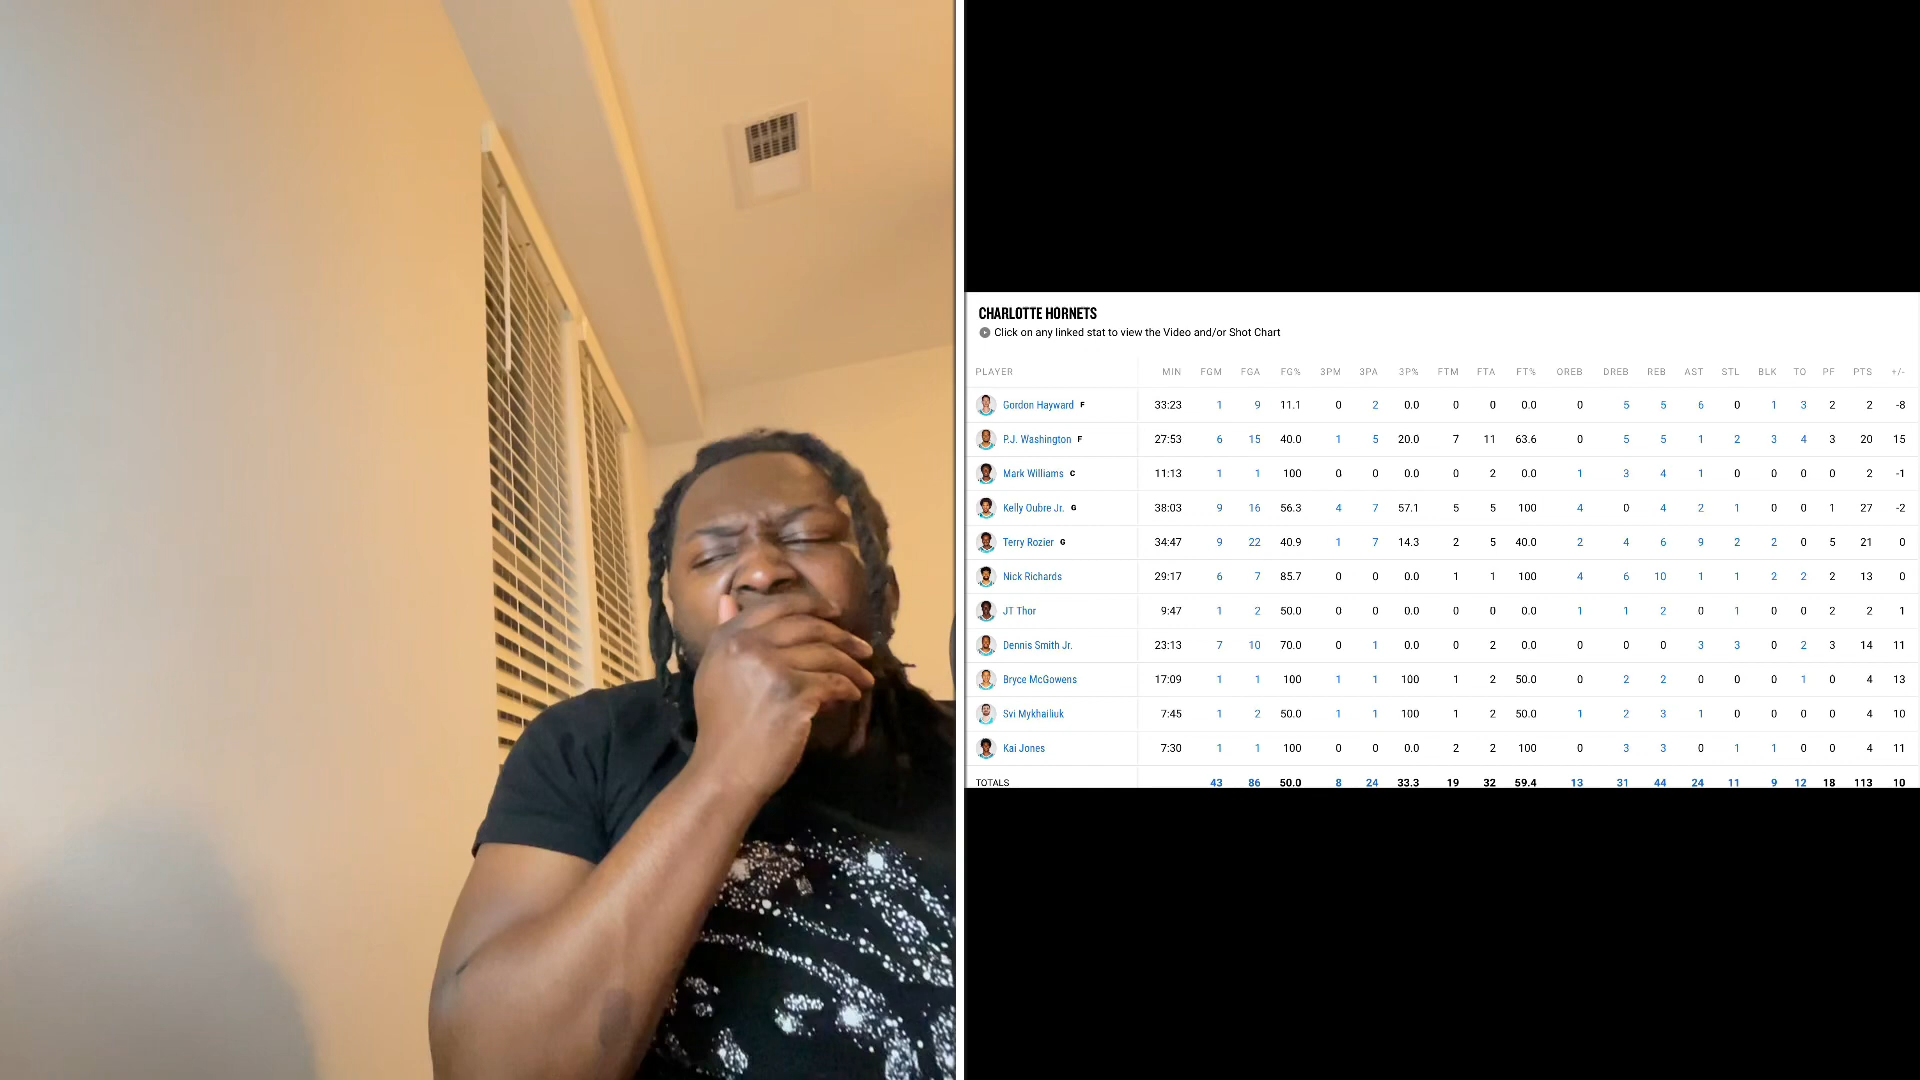 CHARLOTTE HORNETS
Click on any linked stat to view the Video and/or Shot Chart
PLAYER MIN FGM FGA FG% 3PM 3PA 3P% FTM FTA FT% OREB DREB REB AST STL BLK TO PF PTS +/-
Gordon Hayward F 33:23 1 9 11.1 0 2 0.0 0 0 0.0 0 5 5 6 0 1 3 2 2 -8
P.J. Washington F 27:53 6 15 40.0 1 5 20.0 7 11 63.6 0 5 5 1 2 3 4 3 20 15
Mark Williams C 11:13 1 1 100 0 0 0.0 0 2 0.0 1 3 4 1 0 0 0 0 2 -1
Kelly Oubre Jr. G 38:03 9 16 56.3 4 7 57.1 5 5 100 4 0 4 2 1 0 0 1 27 -2
Terry Rozier G 34:47 9 22 40.9 1 7 14.3 2 5 40.0 2 4 6 9 2 2 0 5 21 0
Nick Richards 29:17 6 7 85.7 0 0 0.0 1 1 100 4 6 10 1 1 2 2 2 13 0
JT Thor 9:47 1 2 50.0 0 0 0.0 0 0 0.0 1 1 2 0 1 0 0 2 2 1
Dennis Smith Jr. 23:13 7 10 70.0 0 1 0.0 0 2 0.0 0 0 0 3 3 0 2 3 14 11
Bryce McGowens 17:09 1 1 100 1 1 100 1 2 50.0 0 2 2 0 0 0 1 0 4 13
Svi Mykhailiuk 7:45 1 2 50.0 1 1 100 1 2 50.0 1 2 3 1 0 0 0 0 4 10
Kai Jones 7:30 1 1 100 0 0 0.0 2 2 100 0 3 3 0 1 1 0 0 4 11
TOTALS 43 86 50.0 8 24 33.3 19 32 59.4 13 31 44 24 11 9 12 18 113 10